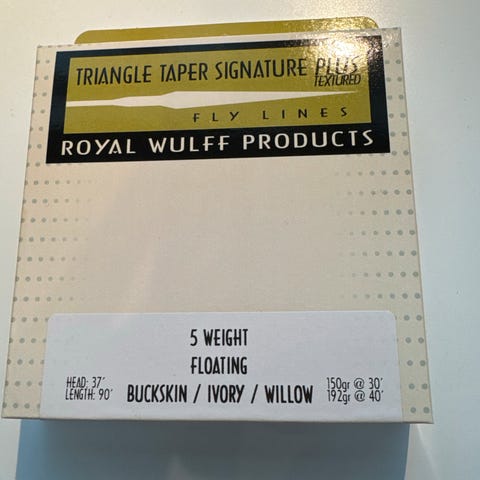 TRIANGLE TAPER SIGNATURE PLUS
TEXTURED
FLY LINES
ROYAL WULFF PRODUCTS
5 WEIGHT
FLOATING
HEAD: 37'
LENGTH: 90'
BUCKSKIN / IVORY / WILLOW
150gr @ 30'
192gr @ 40'